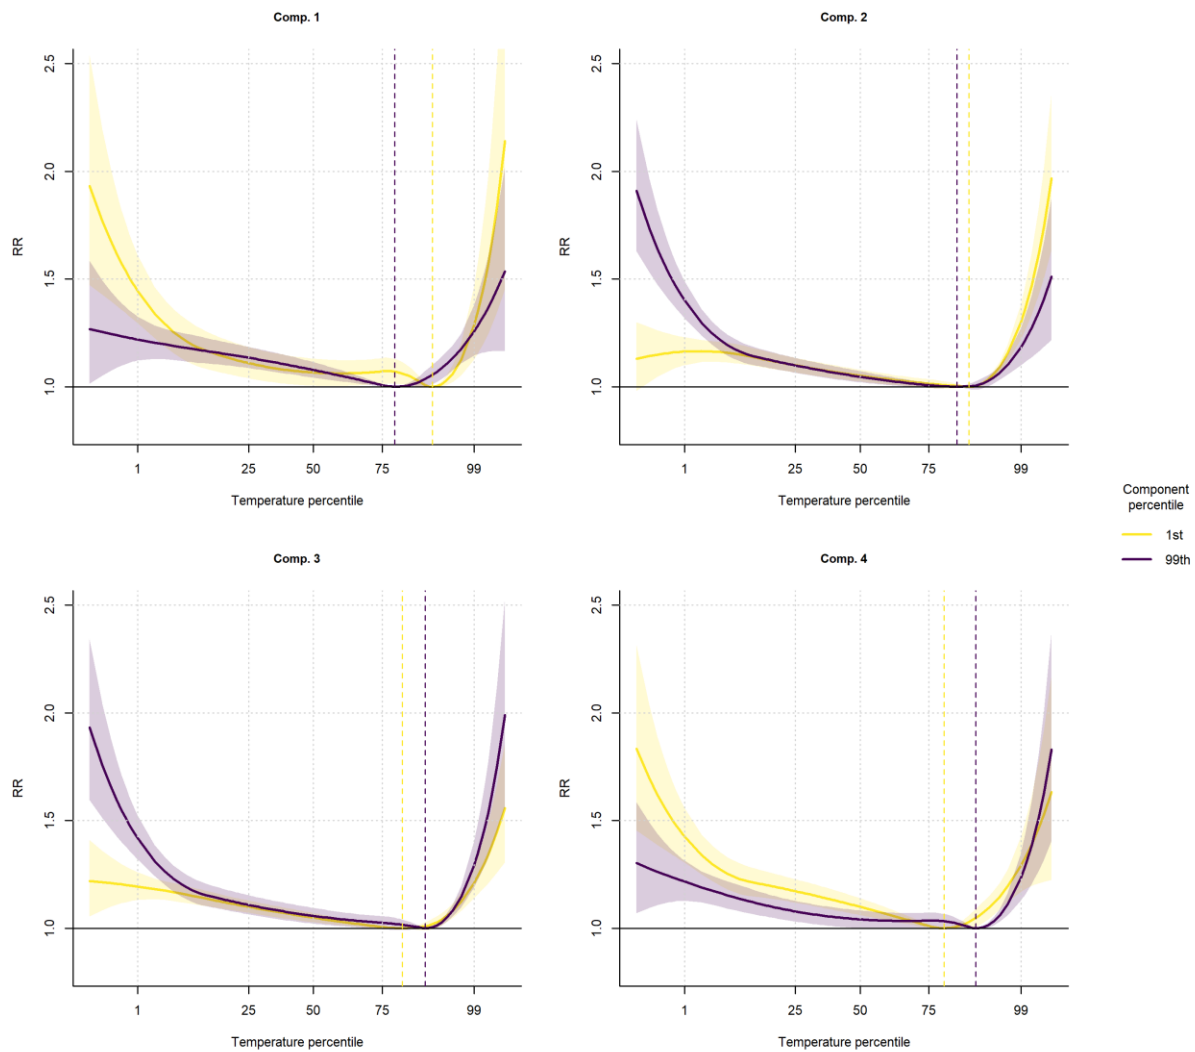 Comp. 1
2.5
2.0
1.5
1.0
RR
1 25 50 75 99
Temperature percentile
Comp. 2
2.5
2.0
1.5
1.0
RR
1 25 50 75 99
Temperature percentile
Component
percentile
1st
99th
Comp. 3
2.5
2.0
1.5
1.0
RR
1 25 50 75 99
Temperature percentile
Comp. 4
2.5
2.0
1.5
1.0
RR
1 25 50 75 99
Temperature percentile